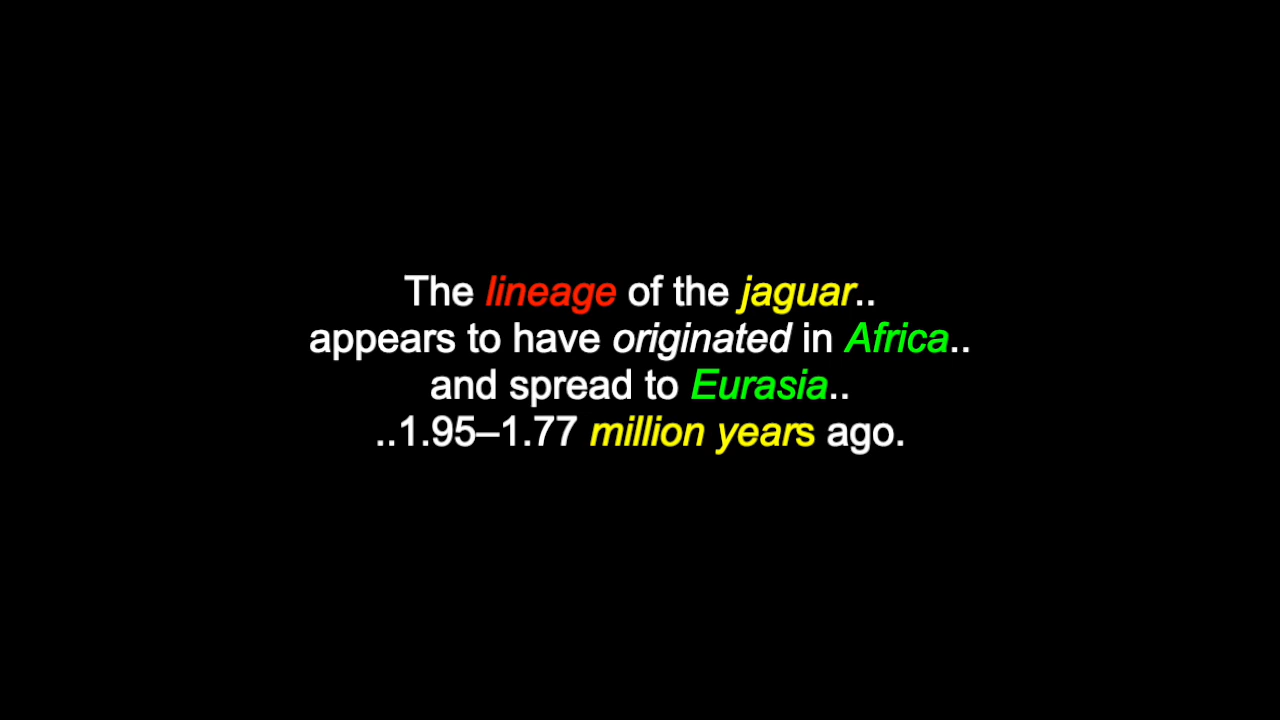 The lineage of the jaguar..
appears to have originated in Africa..
and spread to Eurasia..
..1.95–1.77 million years ago.